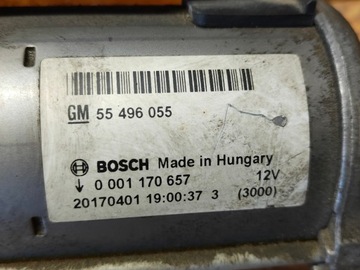 GM 55 496 055
BOSCH Made in Hungary
0 001 170 657 12V
20170401 19:00:37 3 (3000)